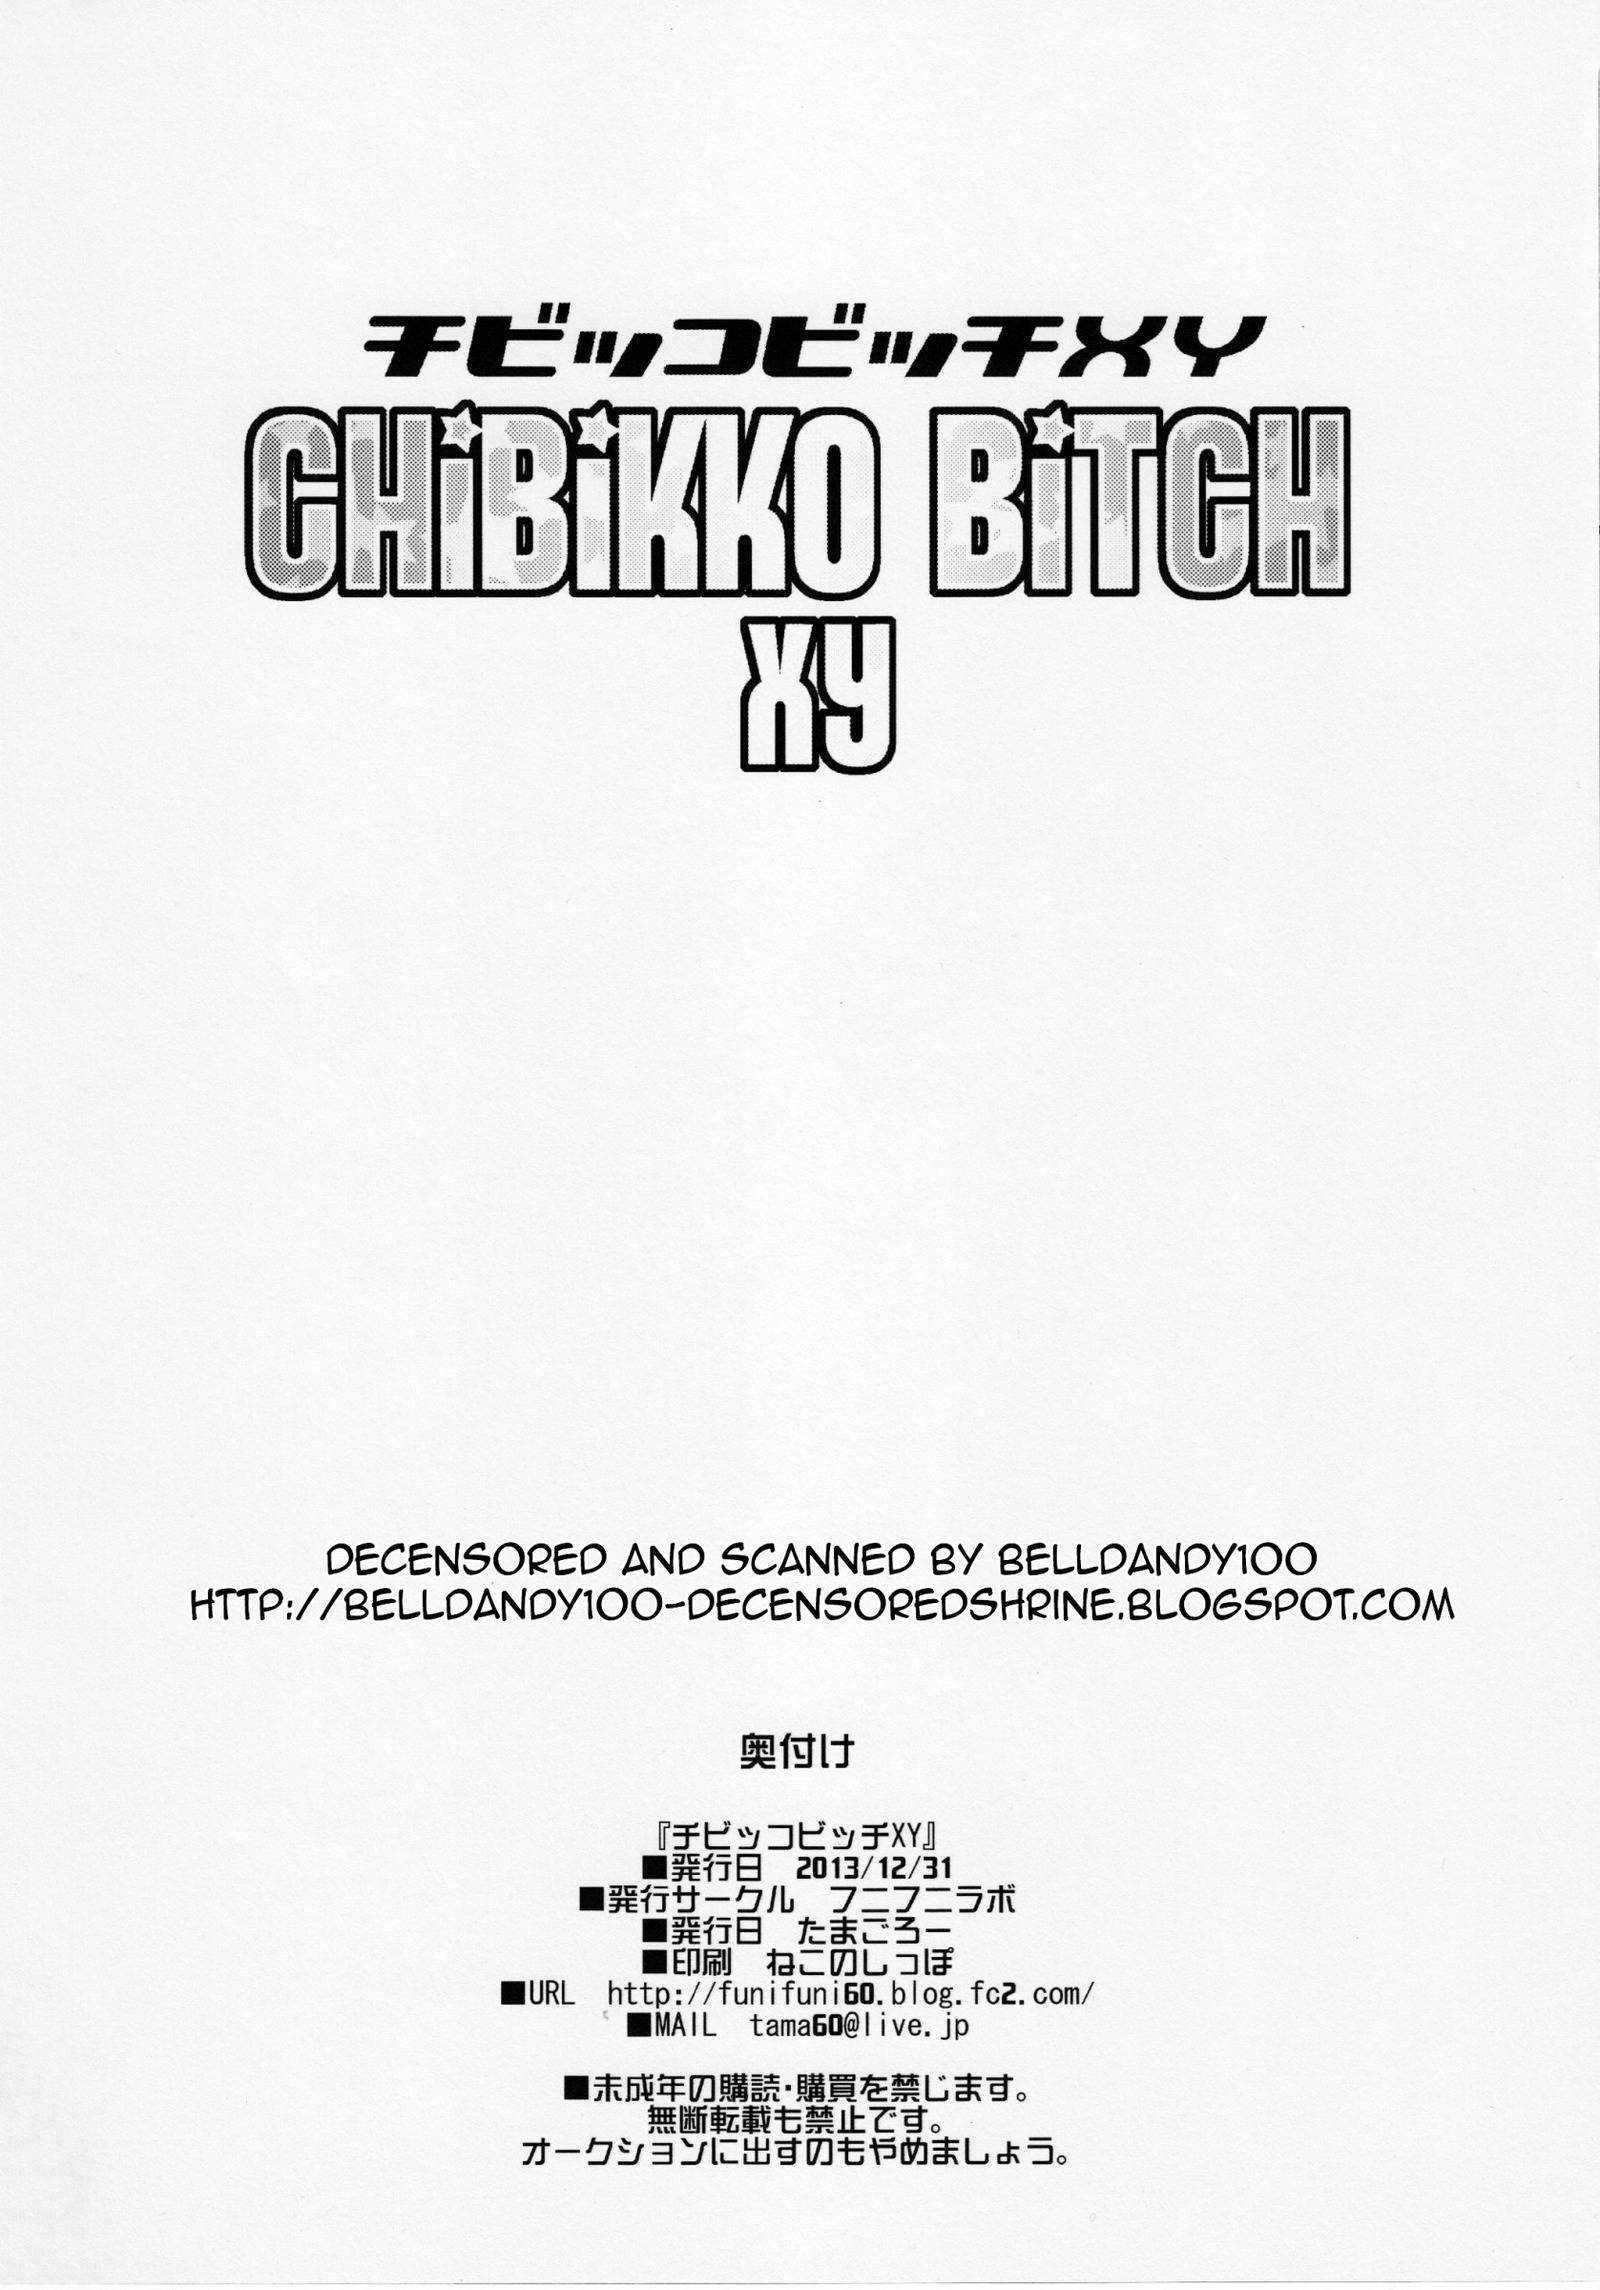 チビッコビッチXY
CHiBiKKO BiTCH
XY
DECENSORED AND SCANNED BY BELLDANDY100
HTTP://BELLDANDY100-DECENSOREDSHRINE.BLOGSPOT.COM
奥付け
『チビッコビッチXY』
■発行日　2013/12/31
■発行サークル　フニフニラボ
■発行日　たまごろー
■印刷　ねこのしっぽ
■URL　http://funifuni60.blog.fc2.com/
■MAIL　tama60@live.jp
■未成年の購読・購買を禁じます。
無断転載も禁止です。
オークションに出すのもやめましょう。